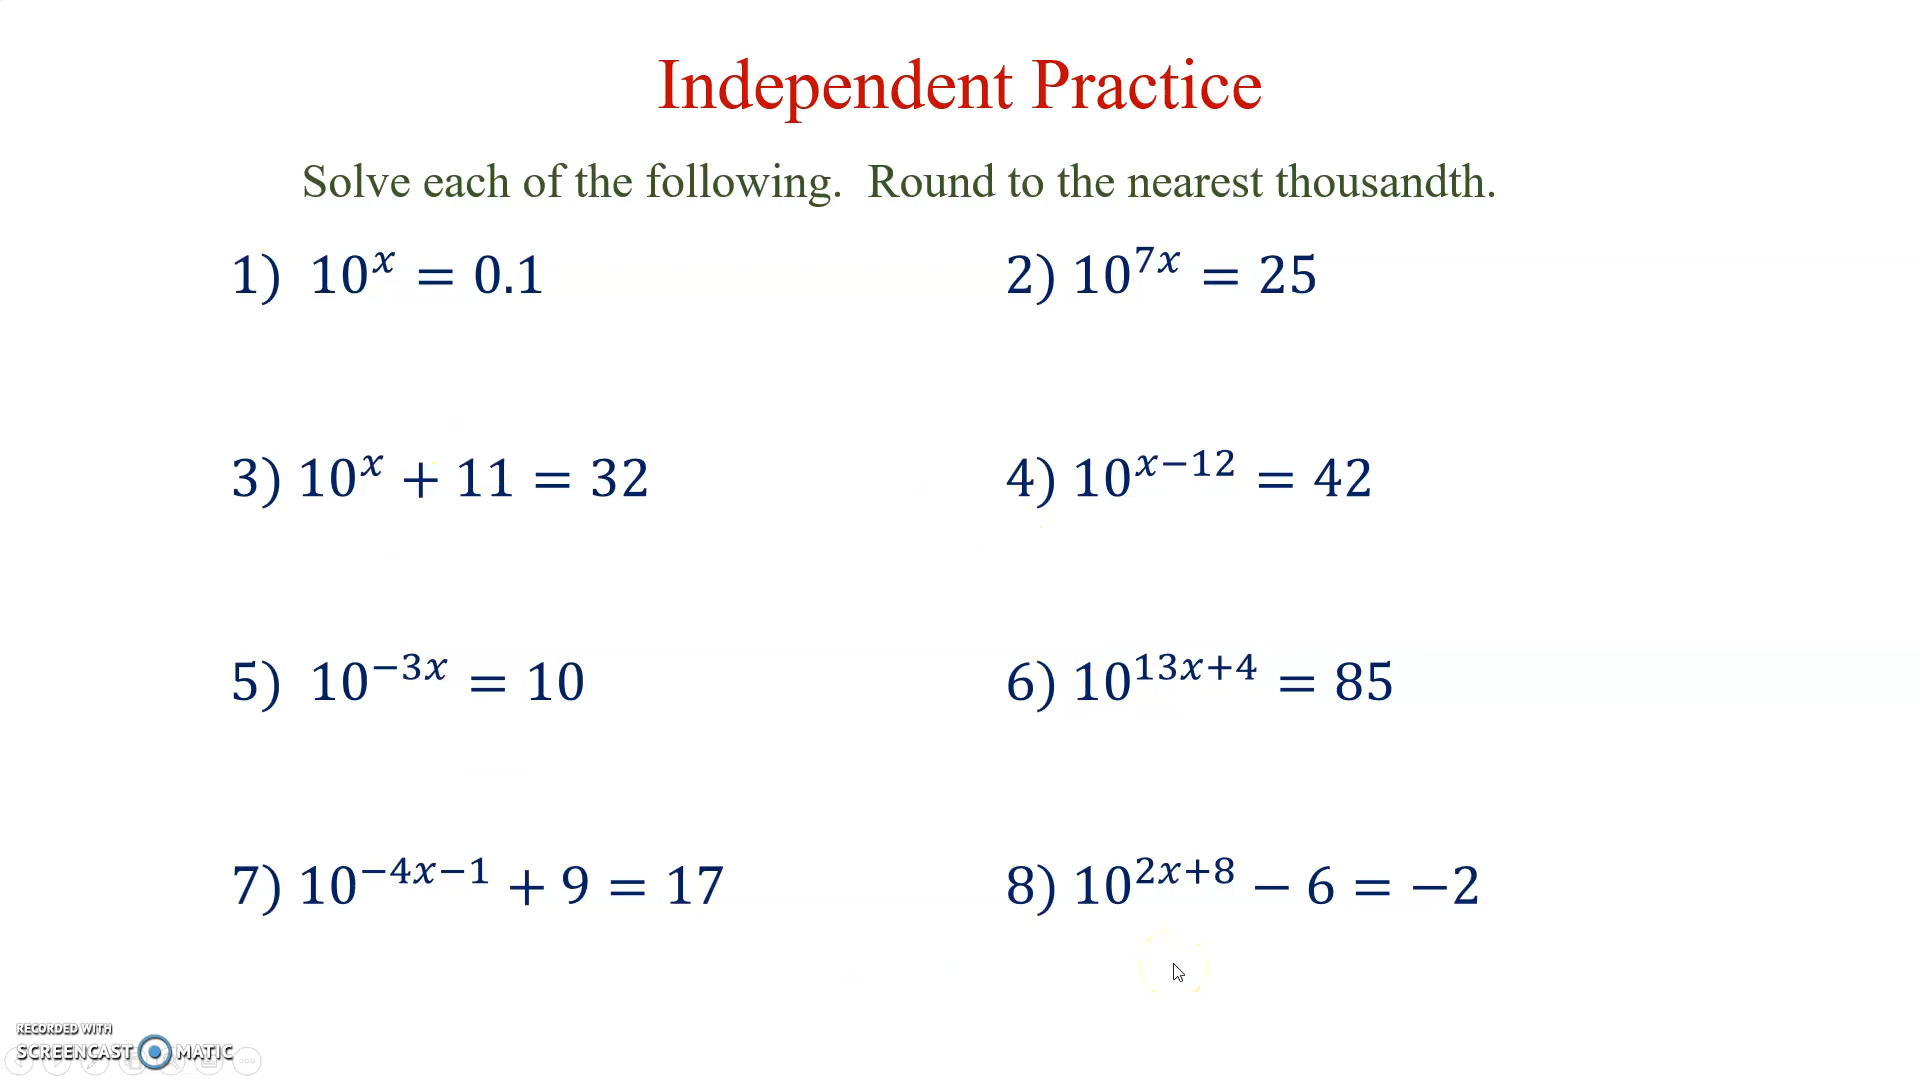 Independent Practice
Solve each of the following.  Round to the nearest thousandth.
1) 10^x = 0.1
2) 10^{7x} = 25
3) 10^x + 11 = 32
4) 10^{x−12} = 42
5) 10^{−3x} = 10
6) 10^{13x+4} = 85
7) 10^{−4x−1} + 9 = 17
8) 10^{2x+8} − 6 = −2
RECORDED WITH
SCREENCAST MATIC